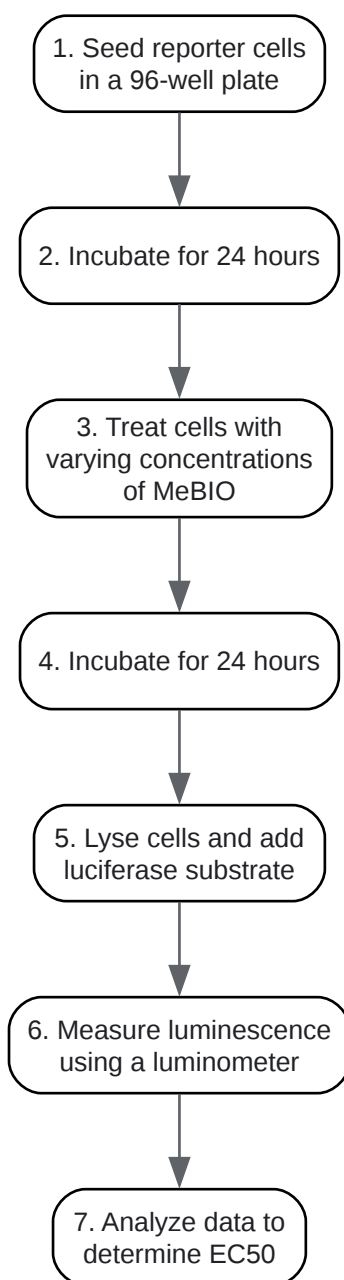 1. Seed reporter cells
in a 96-well plate
2. Incubate for 24 hours
3. Treat cells with
varying concentrations
of MeBIO
4. Incubate for 24 hours
5. Lyse cells and add
luciferase substrate
6. Measure luminescence
using a luminometer
7. Analyze data to
determine EC50